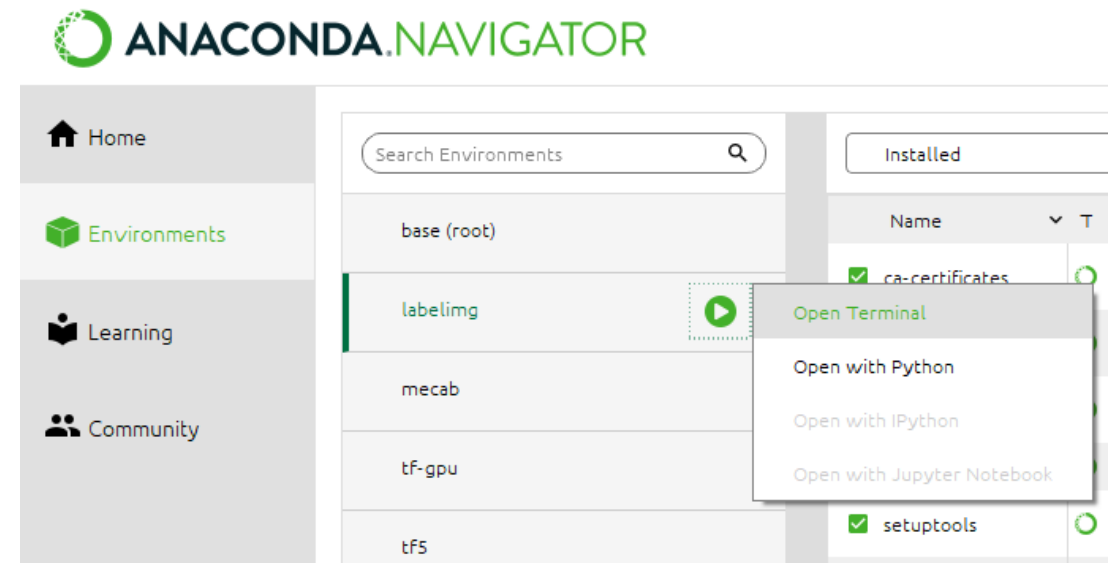 ANACONDA.NAVIGATOR
Home
Environments
Learning
Community
Search Environments
base (root)
labelimg
mecab
tf-gpu
tf5
Installed
Name T
ca-certificates
Open Terminal
Open with Python
Open with IPython
Open with Jupyter Notebook
setuptools